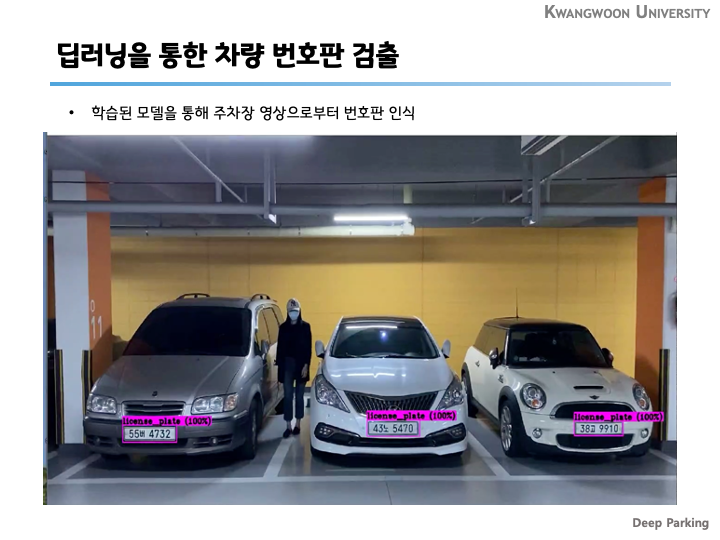 KWANGWOON UNIVERSITY
딥러닝을 통한 차량 번호판 검출
• 학습된 모델을 통해 주차장 영상으로부터 번호판 인식
011
license_plate (100%)
55버 4732
license_plate (100%)
43노 5470
license_plate (100%)
38고 9910
Deep Parking